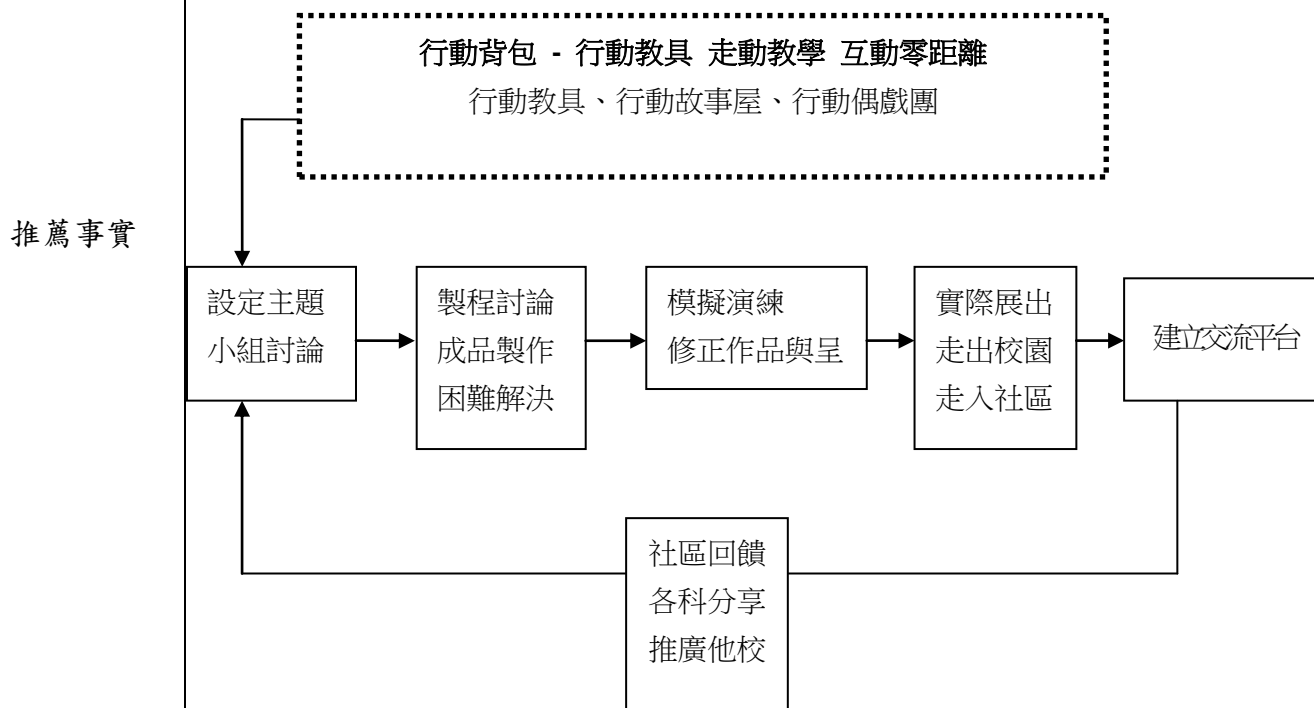 行動背包 - 行動教具 走動教學 互動零距離
行動教具、行動故事屋、行動偶戲團
推薦事實
設定主題
小組討論
製程討論
成品製作
困難解決
模擬演練
修正作品與呈
實際展出
走出校園
走入社區
建立交流平台
社區回饋
各科分享
推廣他校